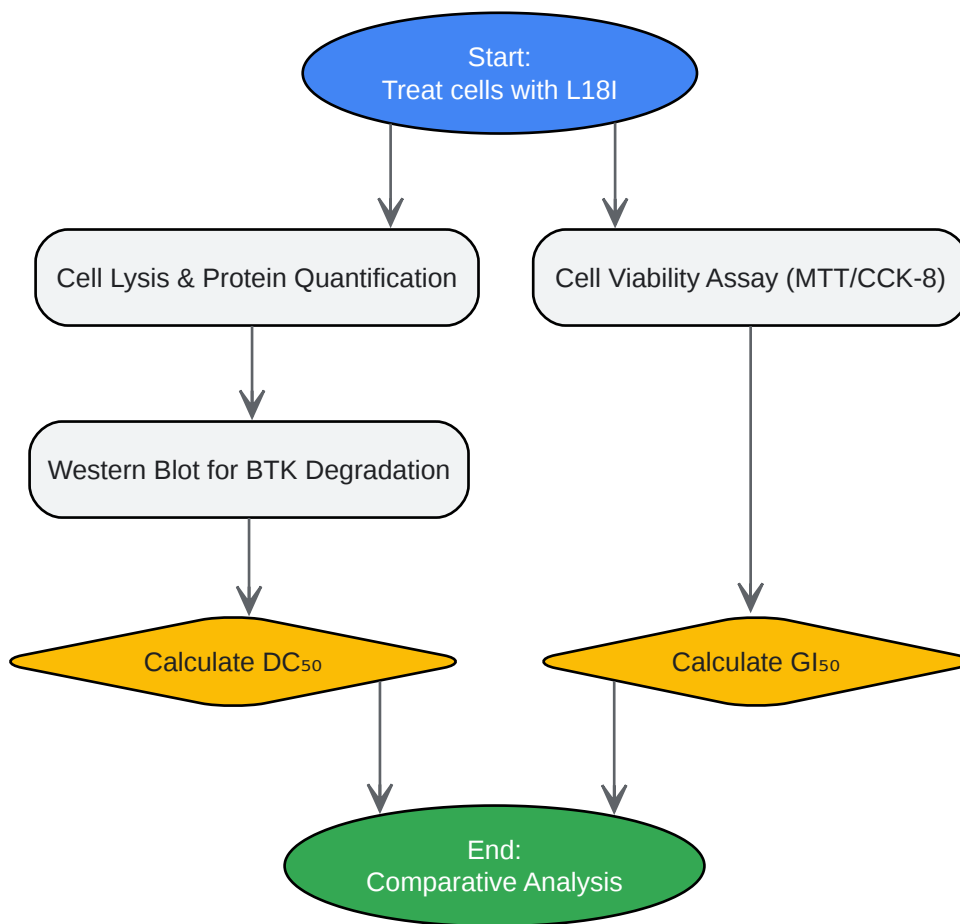 Start:
Treat cells with L18I
Cell Lysis & Protein Quantification
Cell Viability Assay (MTT/CCK-8)
Western Blot for BTK Degradation
Calculate DC₅₀
Calculate GI₅₀
End:
Comparative Analysis